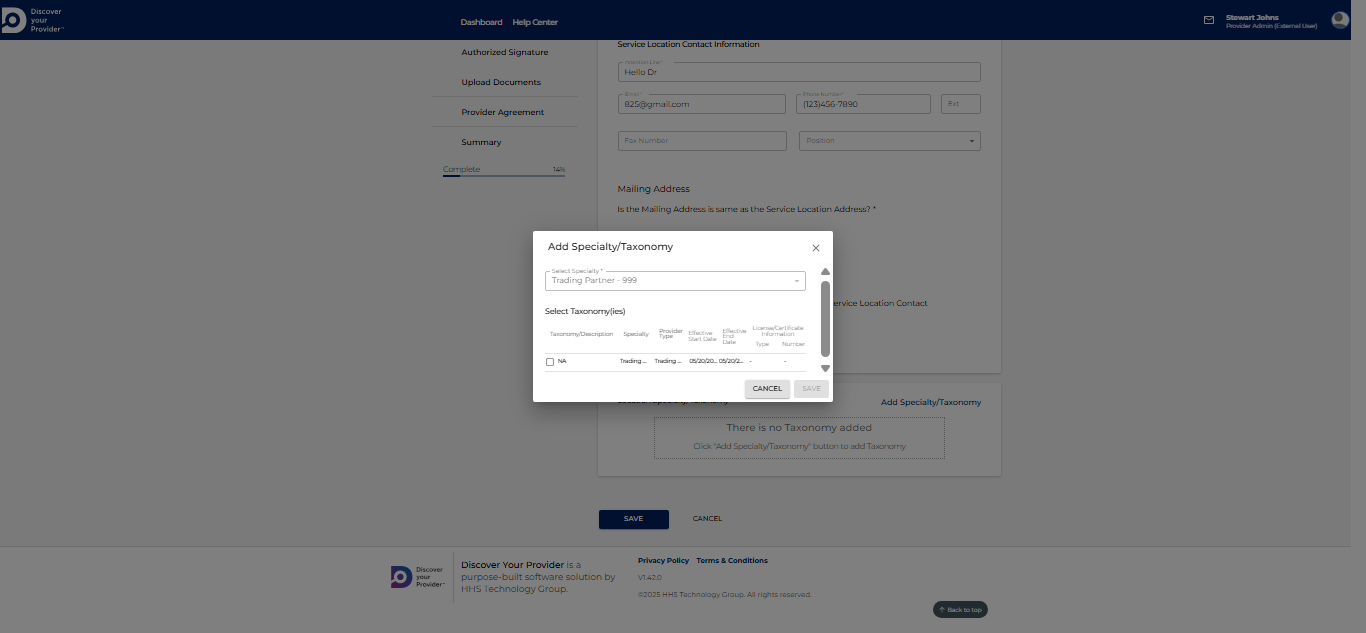 Discover
your
Provider™
Dashboard Help Center
Stewart Johns
Provider Admin (External User)
Authorized Signature
Upload Documents
Provider Agreement
Summary
Complete 14%
Service Location Contact Information
Attention Line *
Hello Dr
Email *
825@gmail.com
Phone Number *
(123)456-7890
Ext
Fax Number
Position
Mailing Address
Is the Mailing Address is same as the Service Location Address? *
ervice Location Contact
Add Specialty/Taxonomy
Select Specialty *
Trading Partner - 999
Select Taxonomy(ies)
Taxonomy/Description Specialty Provider Type Effective Start Date Effective End Date License/Certificate Information
Type Number
NA Trading ... Trading ... 05/20/20... 05/20/2... - -
CANCEL SAVE
Add Specialty/Taxonomy
There is no Taxonomy added
Click "Add Specialty/Taxonomy" button to add Taxonomy
SAVE CANCEL
Discover
your
Provider™
Discover Your Provider is a
purpose-built software solution by
HHS Technology Group.
Privacy Policy Terms & Conditions
V1.42.0
©2025 HHS Technology Group. All rights reserved.
Back to top